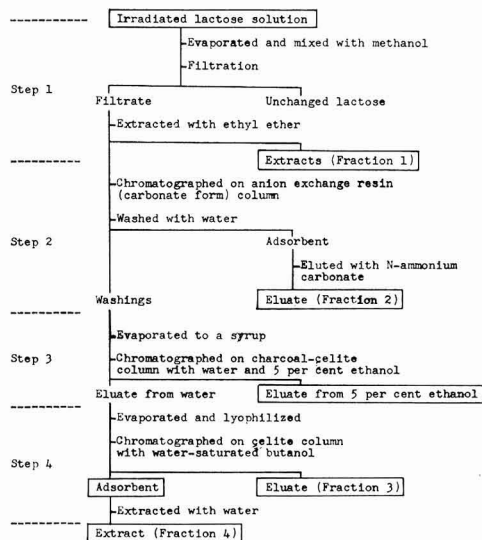 Irradiated lactose solution
Evaporated and mixed with methanol
Filtration
Step 1
Filtrate
Unchanged lactose
Extracted with ethyl ether
Extracts (Fraction 1)
Chromatographed on anion exchange resin
(carbonate form) column
Washed with water
Step 2
Adsorbent
Eluted with N-ammonium
carbonate
Eluate (Fraction 2)
Washings
Evaporated to a syrup
Step 3
Chromatographed on charcoal-celite
column with water and 5 per cent ethanol
Eluate from water
Eluate from 5 per cent ethanol
Evaporated and lyophilized
Chromatographed on celite column
with water-saturated butanol
Step 4
Adsorbent
Eluate (Fraction 3)
Extracted with water
Extract (Fraction 4)